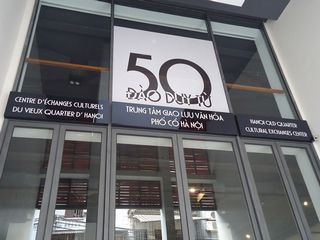 50
ĐÀO DUY TỪ
CENTRE D'ÉCHANGES CULTURELS
DU VIEUX QUARTIER D' HANOI
TRUNG TÂM GIAO LƯU VĂN HÓA
PHỐ CỔ HÀ NỘI
HANOI OLD QUARTER
CULTURAL EXCHANGES CENTER